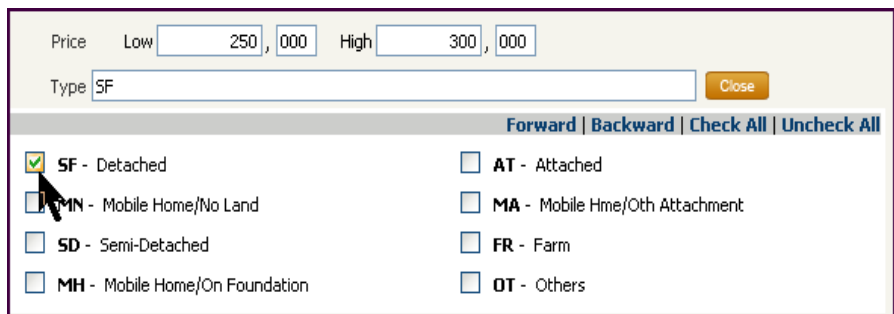 Price Low 250 , 000 High 300 , 000
Type SF Close
Forward | Backward | Check All | Uncheck All
SF - Detached AT - Attached
MN - Mobile Home/No Land MA - Mobile Hme/Oth Attachment
SD - Semi-Detached FR - Farm
MH - Mobile Home/On Foundation OT - Others